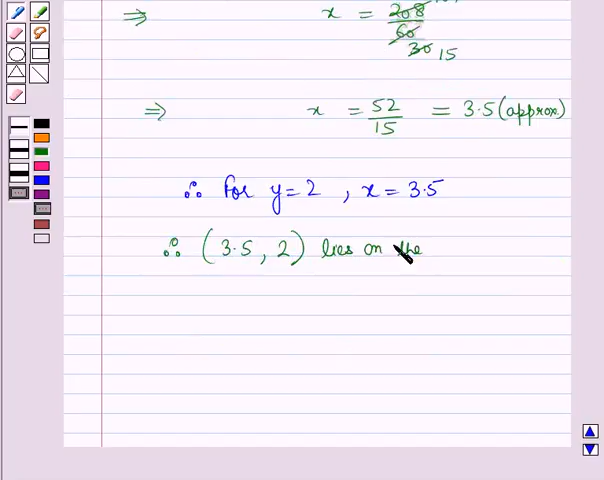 ⇒ x = 208
60
30 15
⇒ x = 52/15 = 3.5 (approx)
∴ For y = 2 , x = 3.5
∴ (3.5, 2) lies on the